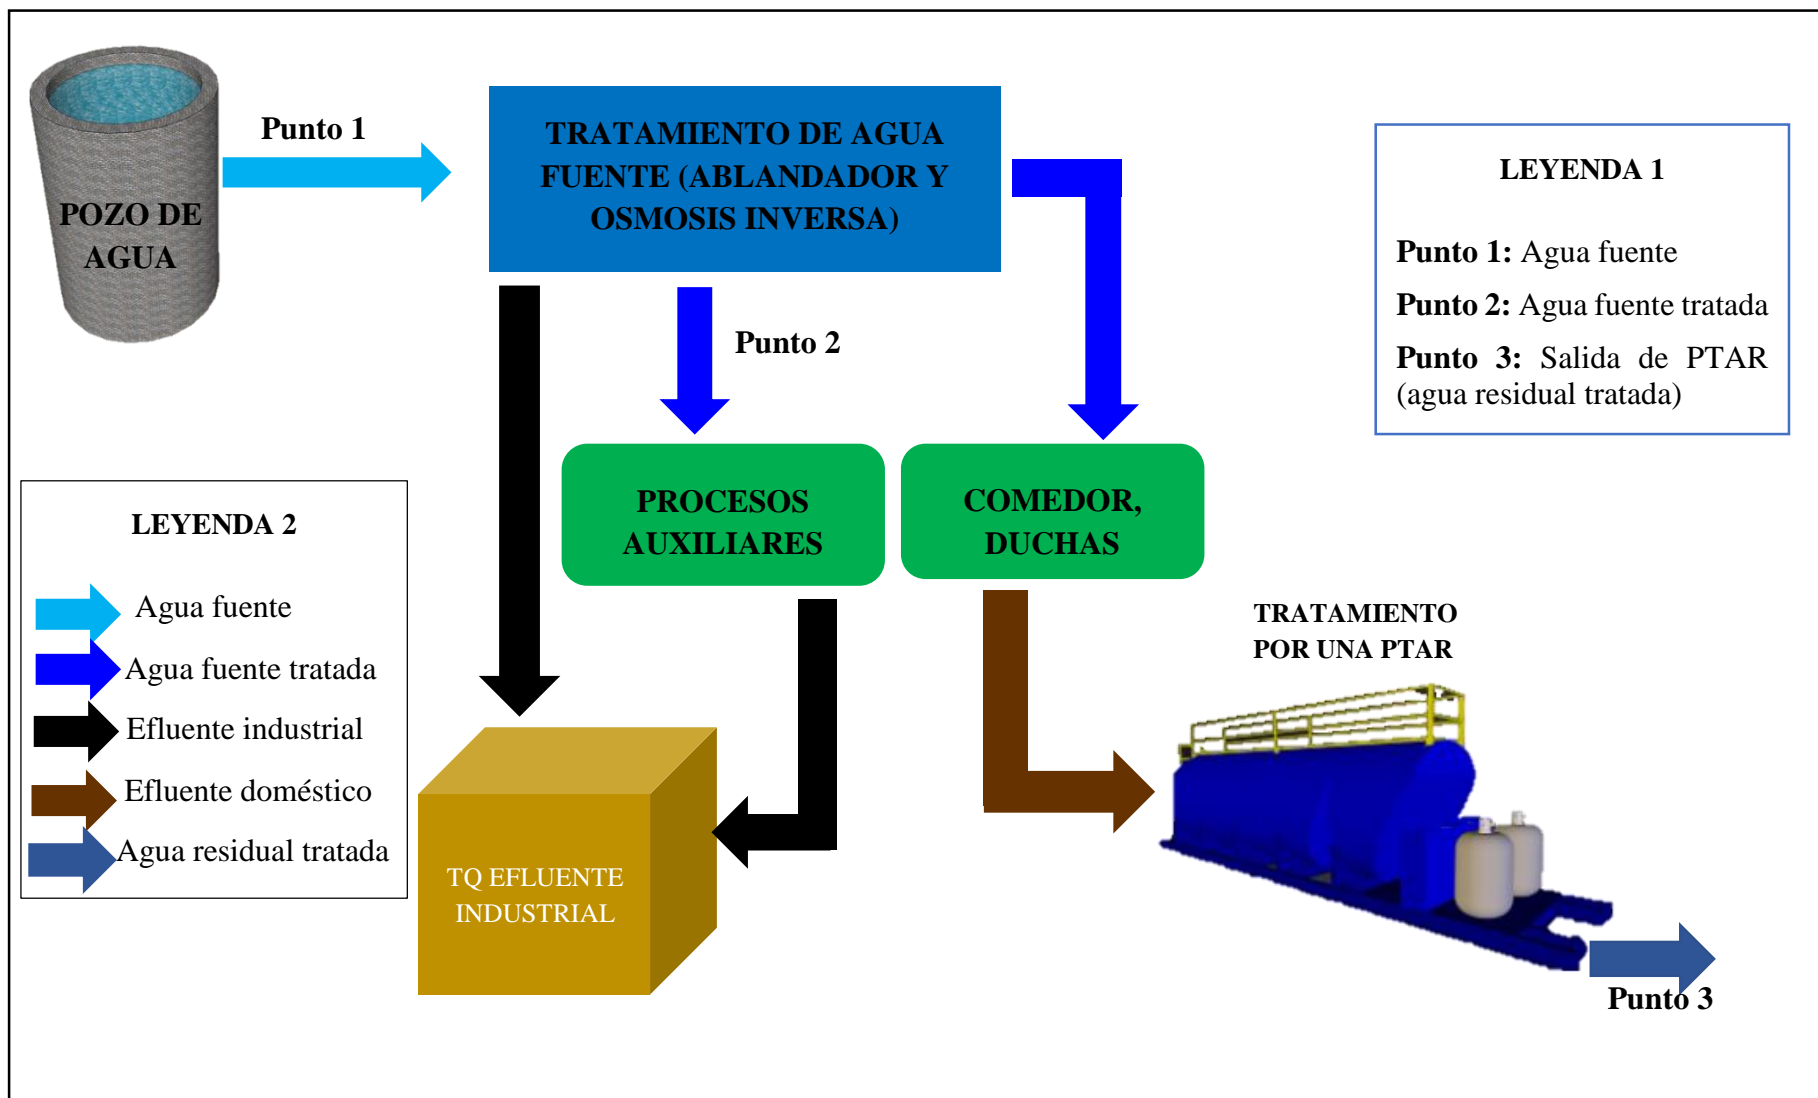 Punto 1
POZO DE
AGUA
TRATAMIENTO DE AGUA
FUENTE (ABLANDADOR Y
OSMOSIS INVERSA)
LEYENDA 1
Punto 1: Agua fuente
Punto 2: Agua fuente tratada
Punto 3: Salida de PTAR
(agua residual tratada)
Punto 2
PROCESOS
AUXILIARES
COMEDOR,
DUCHAS
LEYENDA 2
Agua fuente
Agua fuente tratada
Efluente industrial
Efluente doméstico
Agua residual tratada
TRATAMIENTO
POR UNA PTAR
TQ EFLUENTE
INDUSTRIAL
Punto 3